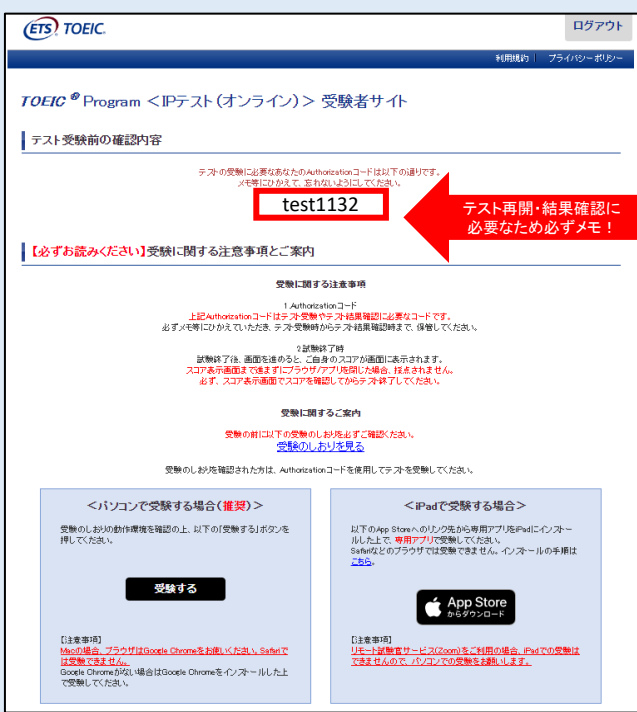 ETS TOEIC.
ログアウト
利用規約 プライバシーポリシー
TOEIC ® Program <IPテスト(オンライン)> 受験者サイト
テスト受験前の確認内容
テストの受験に必要なあなたのAuthorizationコードは以下の通りです。
メモ等にひかえて、忘れないようにしてください。
test1132
テスト再開・結果確認に
必要なため必ずメモ！
【必ずお読みください】受験に関する注意事項とご案内
受験に関する注意事項
1.Authorizationコード
上記Authorizationコードはテスト受験やテスト結果確認に必要なコードです。
必ずメモ等にひかえていただき、テスト受験時からテスト結果確認時まで、保管してください。
2.試験終了時
試験終了後、画面を進めると、ご自身のスコアが画面に表示されます。
スコア表示画面まで進まずにブラウザ/アプリを閉じた場合、採点されません。
必ず、スコア表示画面でスコアを確認してからテスト終了してください。
受験に関するご案内
受験の前に以下の受験のしおりを必ずご確認ください。
受験のしおりを見る
受験のしおりを確認された方は、Authorizationコードを使用してテストを受験してください。
<パソコンで受験する場合(推奨)>
受験のしおりの動作環境を確認の上、以下の「受験する」ボタンを
押してください。
受験する
【注意事項】
Macの場合、ブラウザはGoogle Chromeをお使いください。Safariで
は受験できません。
Google Chromeがない場合はGoogle Chromeをインストールした上
で受験してください。
<iPadで受験する場合>
以下のApp Storeへのリンク先から専用アプリをiPadにインストー
ルした上で、専用アプリで受験してください。
Safariなどのブラウザでは受験できません。インストールの手順は
こちら。
App Store
からダウンロード
【注意事項】
リモート試験官サービス(Zoom)をご利用の場合、iPadでの受験は
できませんので、パソコンでの受験をお願いします。